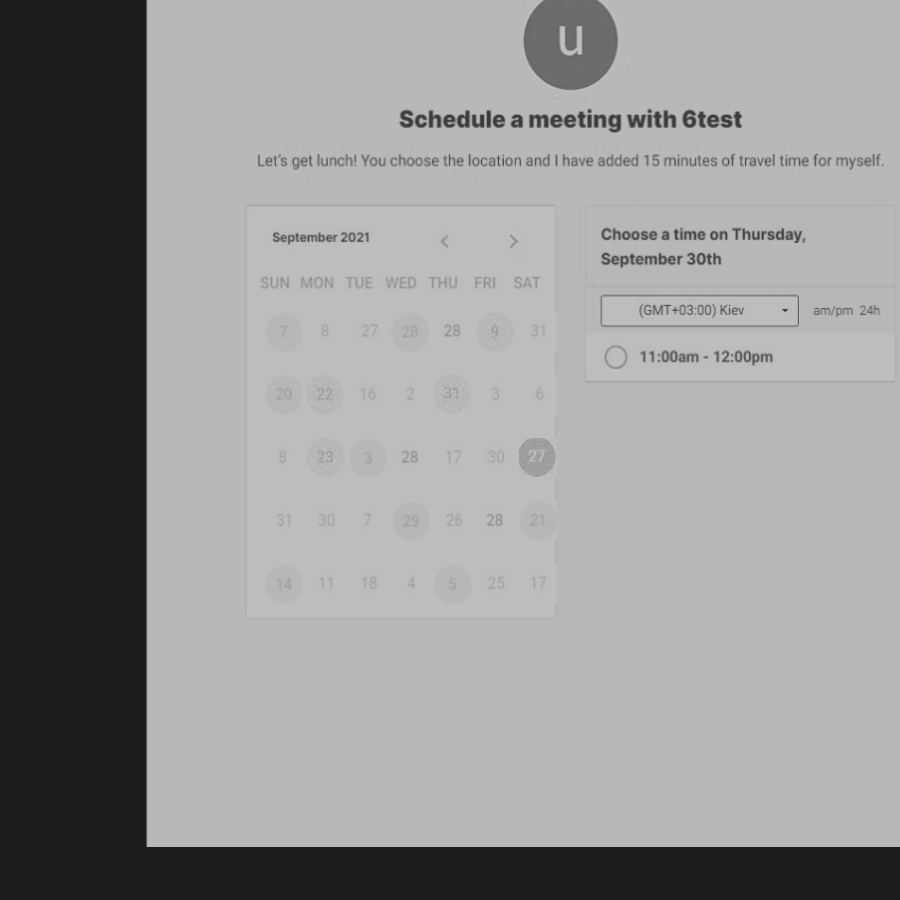 u
Schedule a meeting with 6test
Let's get lunch! You choose the location and I have added 15 minutes of travel time for myself.
September 2021
SUN MON TUE WED THU FRI SAT
7 8 27 28 28 9 31
20 22 16 2 31 3 6
8 23 3 28 17 30 27
31 30 7 29 26 28 21
14 11 18 4 5 25 17
Choose a time on Thursday,
September 30th
(GMT+03:00) Kiev am/pm 24h
11:00am - 12:00pm